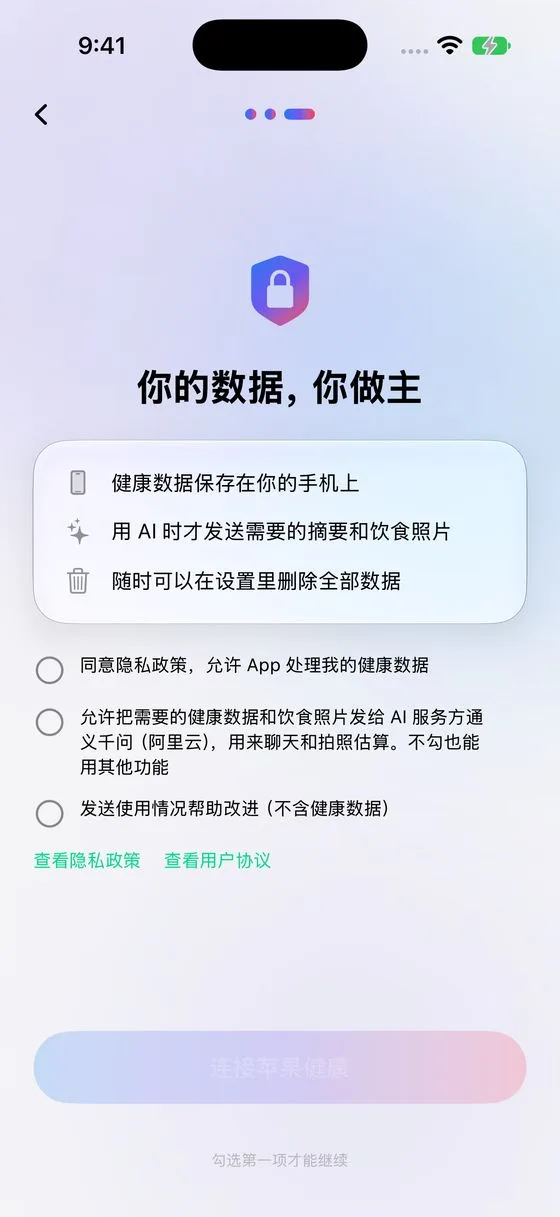 9:41
你的数据，你做主
健康数据保存在你的手机上
用 AI 时才发送需要的摘要和饮食照片
随时可以在设置里删除全部数据
同意隐私政策，允许 App 处理我的健康数据
允许把需要的健康数据和饮食照片发给 AI 服务方通
义千问（阿里云），用来聊天和拍照估算。不勾也能
用其他功能
发送使用情况帮助改进（不含健康数据）
查看隐私政策 查看用户协议
连接苹果健康
勾选第一项才能继续